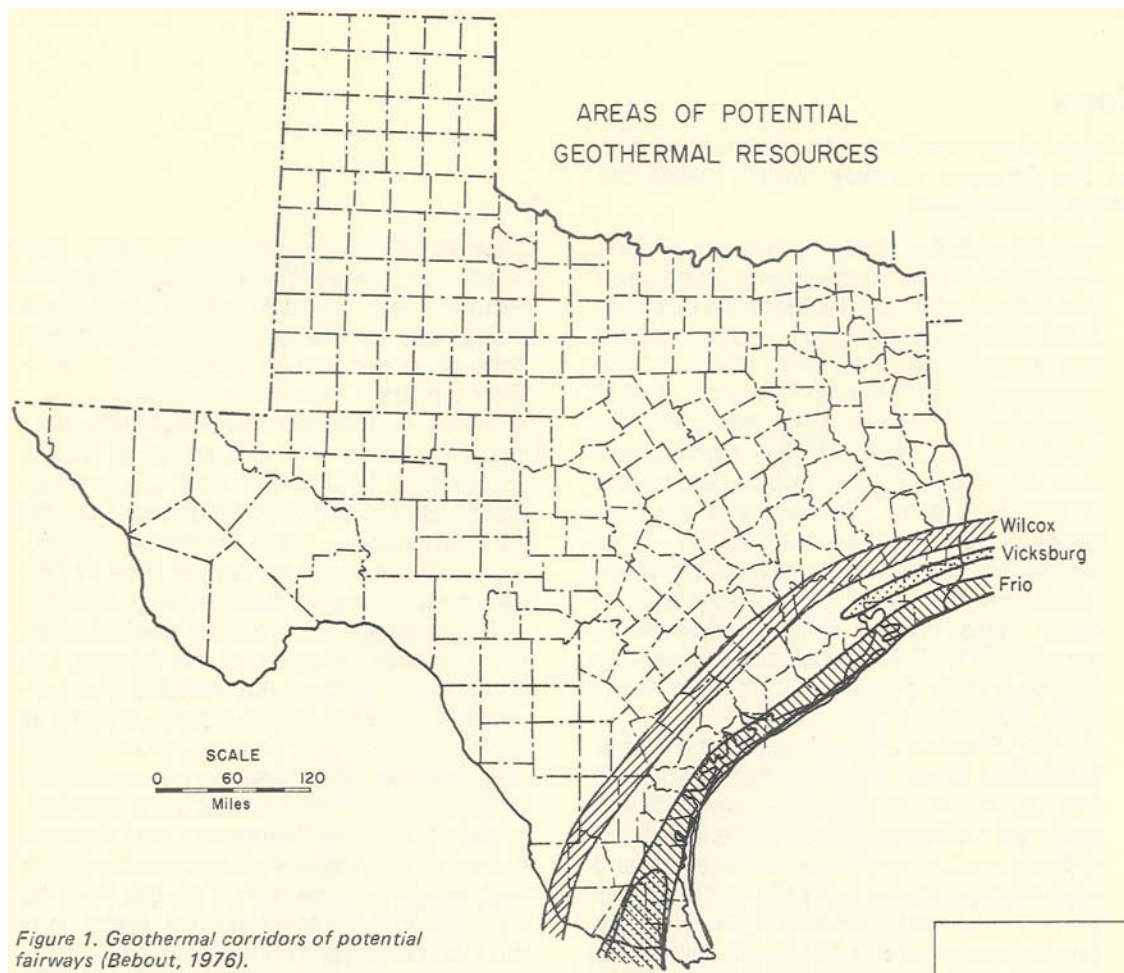 AREAS OF POTENTIAL
GEOTHERMAL RESOURCES
Wilcox
Vicksburg
Frio
SCALE
0 60 120
Miles
Figure 1. Geothermal corridors of potential
fairways (Bebout, 1976).